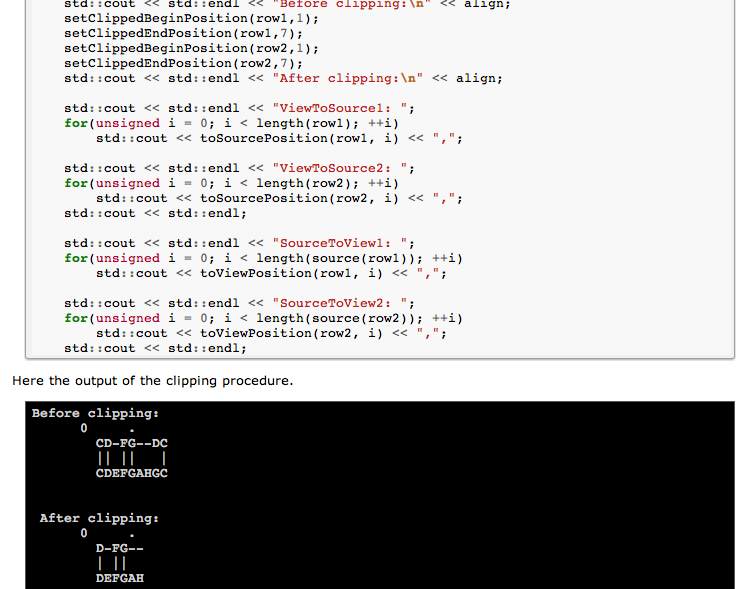 std::cout << std::endl << "Before clipping:\n" << align;
setClippedBeginPosition(row1,1);
setClippedEndPosition(row1,7);
setClippedBeginPosition(row2,1);
setClippedEndPosition(row2,7);
std::cout << std::endl << "After clipping:\n" << align;

std::cout << std::endl << "ViewToSource1: ";
for(unsigned i = 0; i < length(row1); ++i)
    std::cout << toSourcePosition(row1, i) << ",";

std::cout << std::endl << "ViewToSource2: ";
for(unsigned i = 0; i < length(row2); ++i)
    std::cout << toSourcePosition(row2, i) << ",";
std::cout << std::endl;

std::cout << std::endl << "SourceToView1: ";
for(unsigned i = 0; i < length(source(row1)); ++i)
    std::cout << toViewPosition(row1, i) << ",";

std::cout << std::endl << "SourceToView2: ";
for(unsigned i = 0; i < length(source(row2)); ++i)
    std::cout << toViewPosition(row2, i) << ",";
std::cout << std::endl;
Here the output of the clipping procedure.
Before clipping:
      0     .
        CD-FG--DC
        || ||   |
        CDEFGAHGC

 After clipping:
      0     .
        D-FG--
        | ||
        DEFGAH